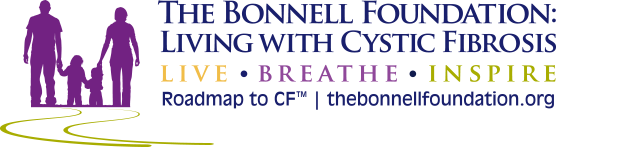 THE BONNELL FOUNDATION:
LIVING WITH CYSTIC FIBROSIS
LIVE • BREATHE • INSPIRE
Roadmap to CF™ | thebonnellfoundation.org